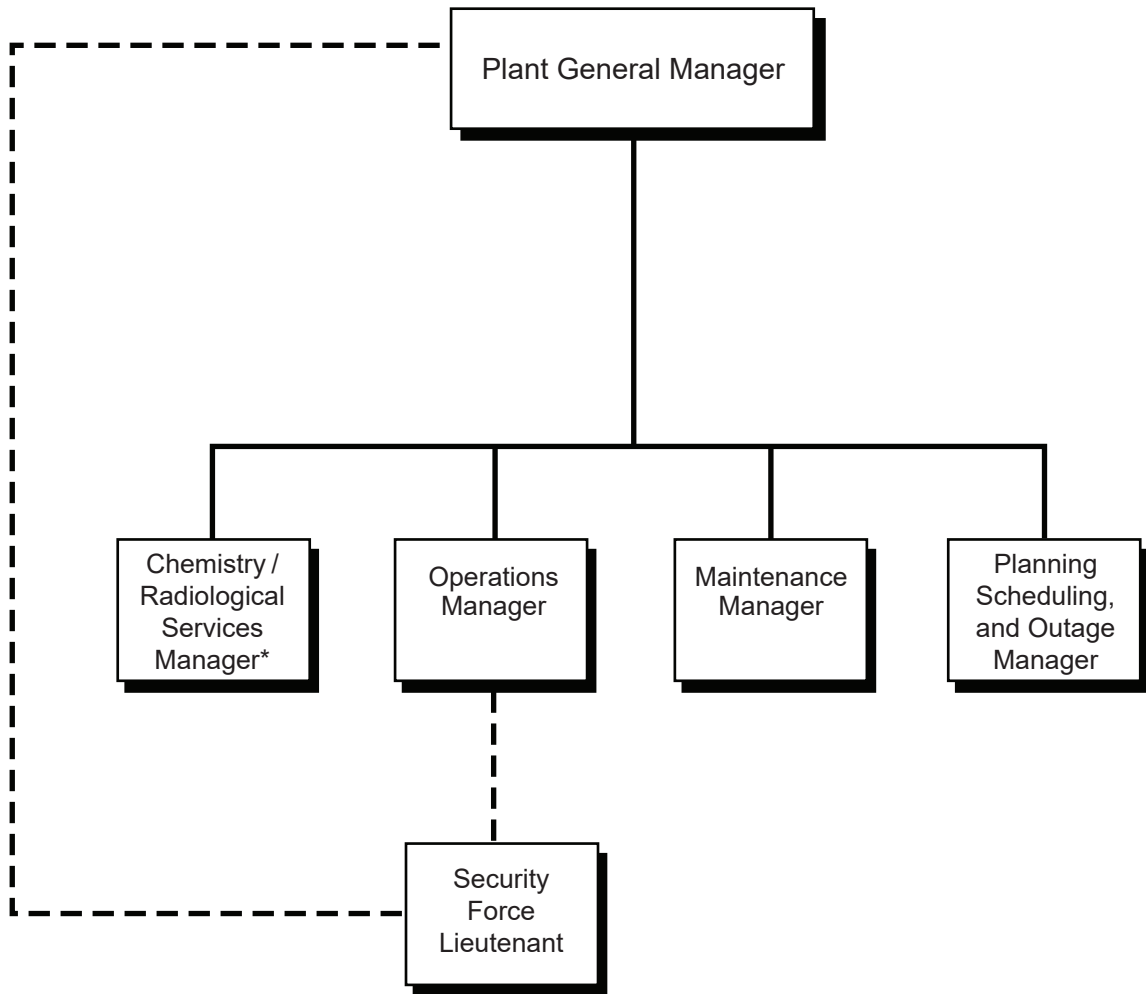 Plant General Manager
Chemistry /
Radiological
Services
Manager*
Operations
Manager
Maintenance
Manager
Planning
Scheduling,
and Outage
Manager
Security
Force
Lieutenant